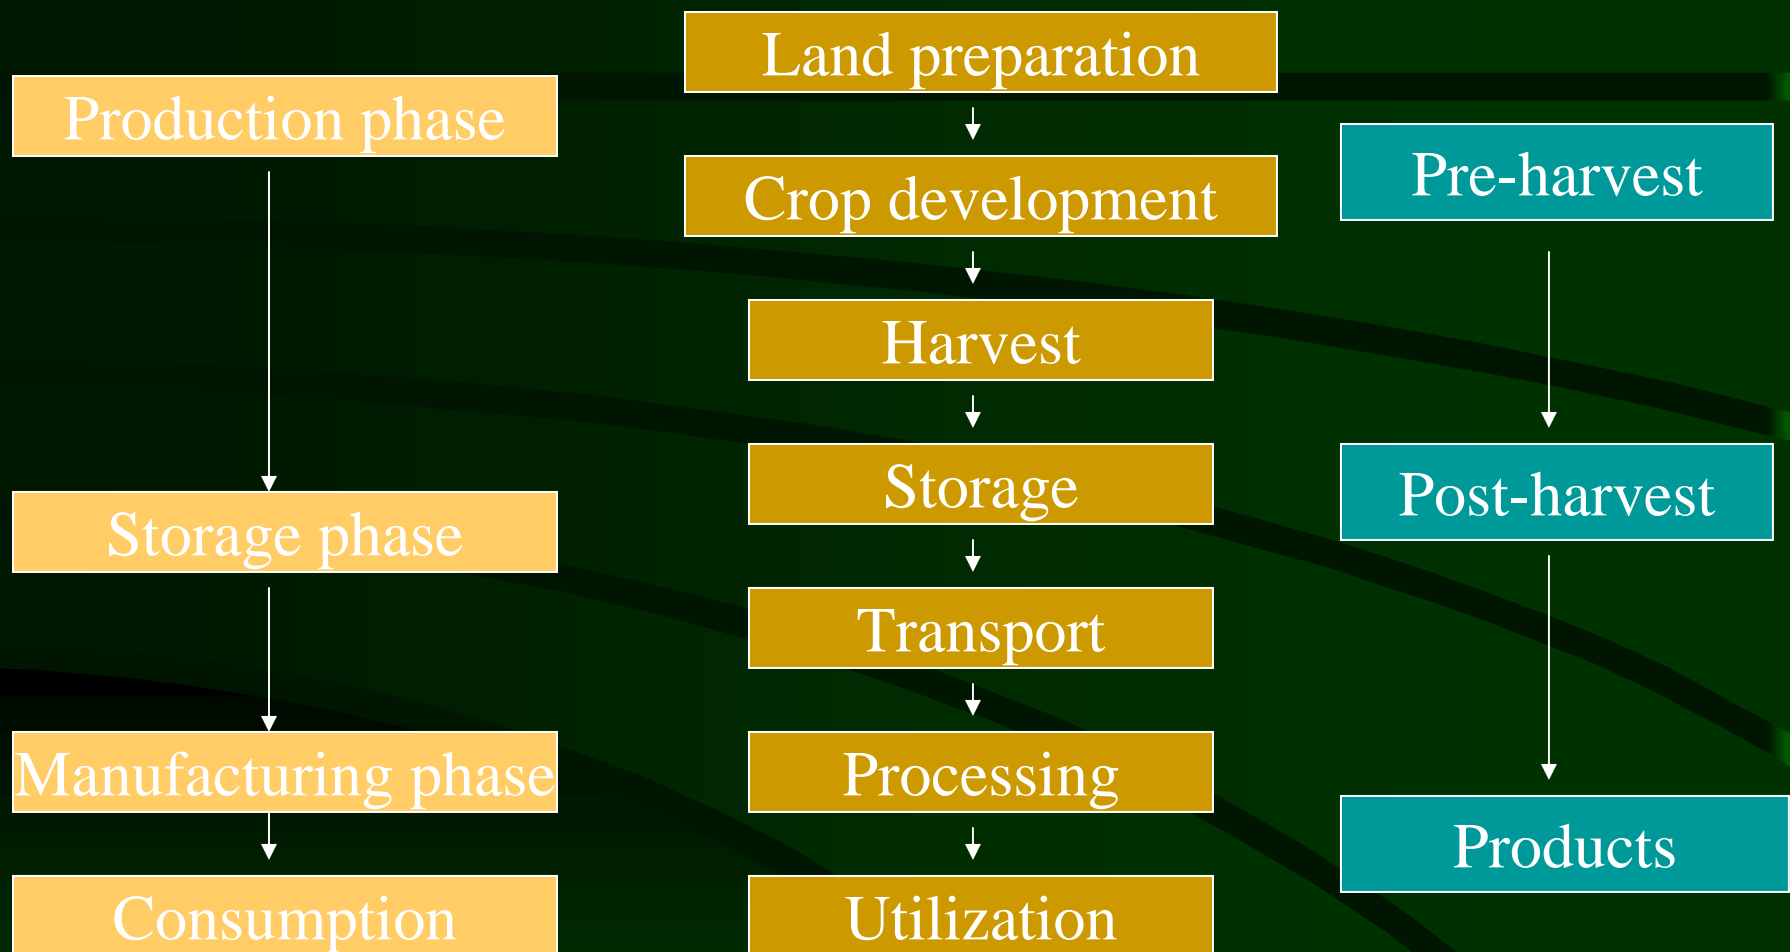 Production phase
Storage phase
Manufacturing phase
Consumption
Land preparation
Crop development
Harvest
Storage
Transport
Processing
Utilization
Pre-harvest
Post-harvest
Products